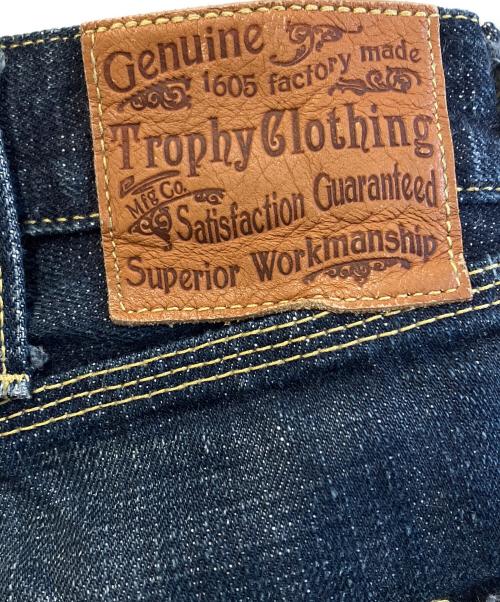 Genuine
1605 factory made
Trophy Clothing
Mfg Co.
Satisfaction Guaranteed
Superior Workmanship